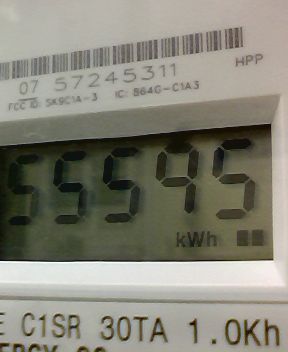 HPP
07 57245311
FCC ID: SK9C1A-3 IC: 864G-C1A3
55595
kWh
E C1SR 30TA 1.0Kh